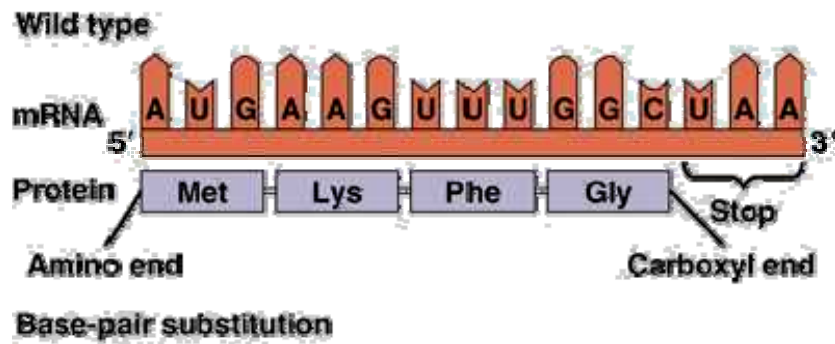 Wild type
A U G A A G U U U G G C U A A
mRNA
5' 3'
Protein Met Lys Phe Gly
Stop
Amino end Carboxyl end
Base-pair substitution